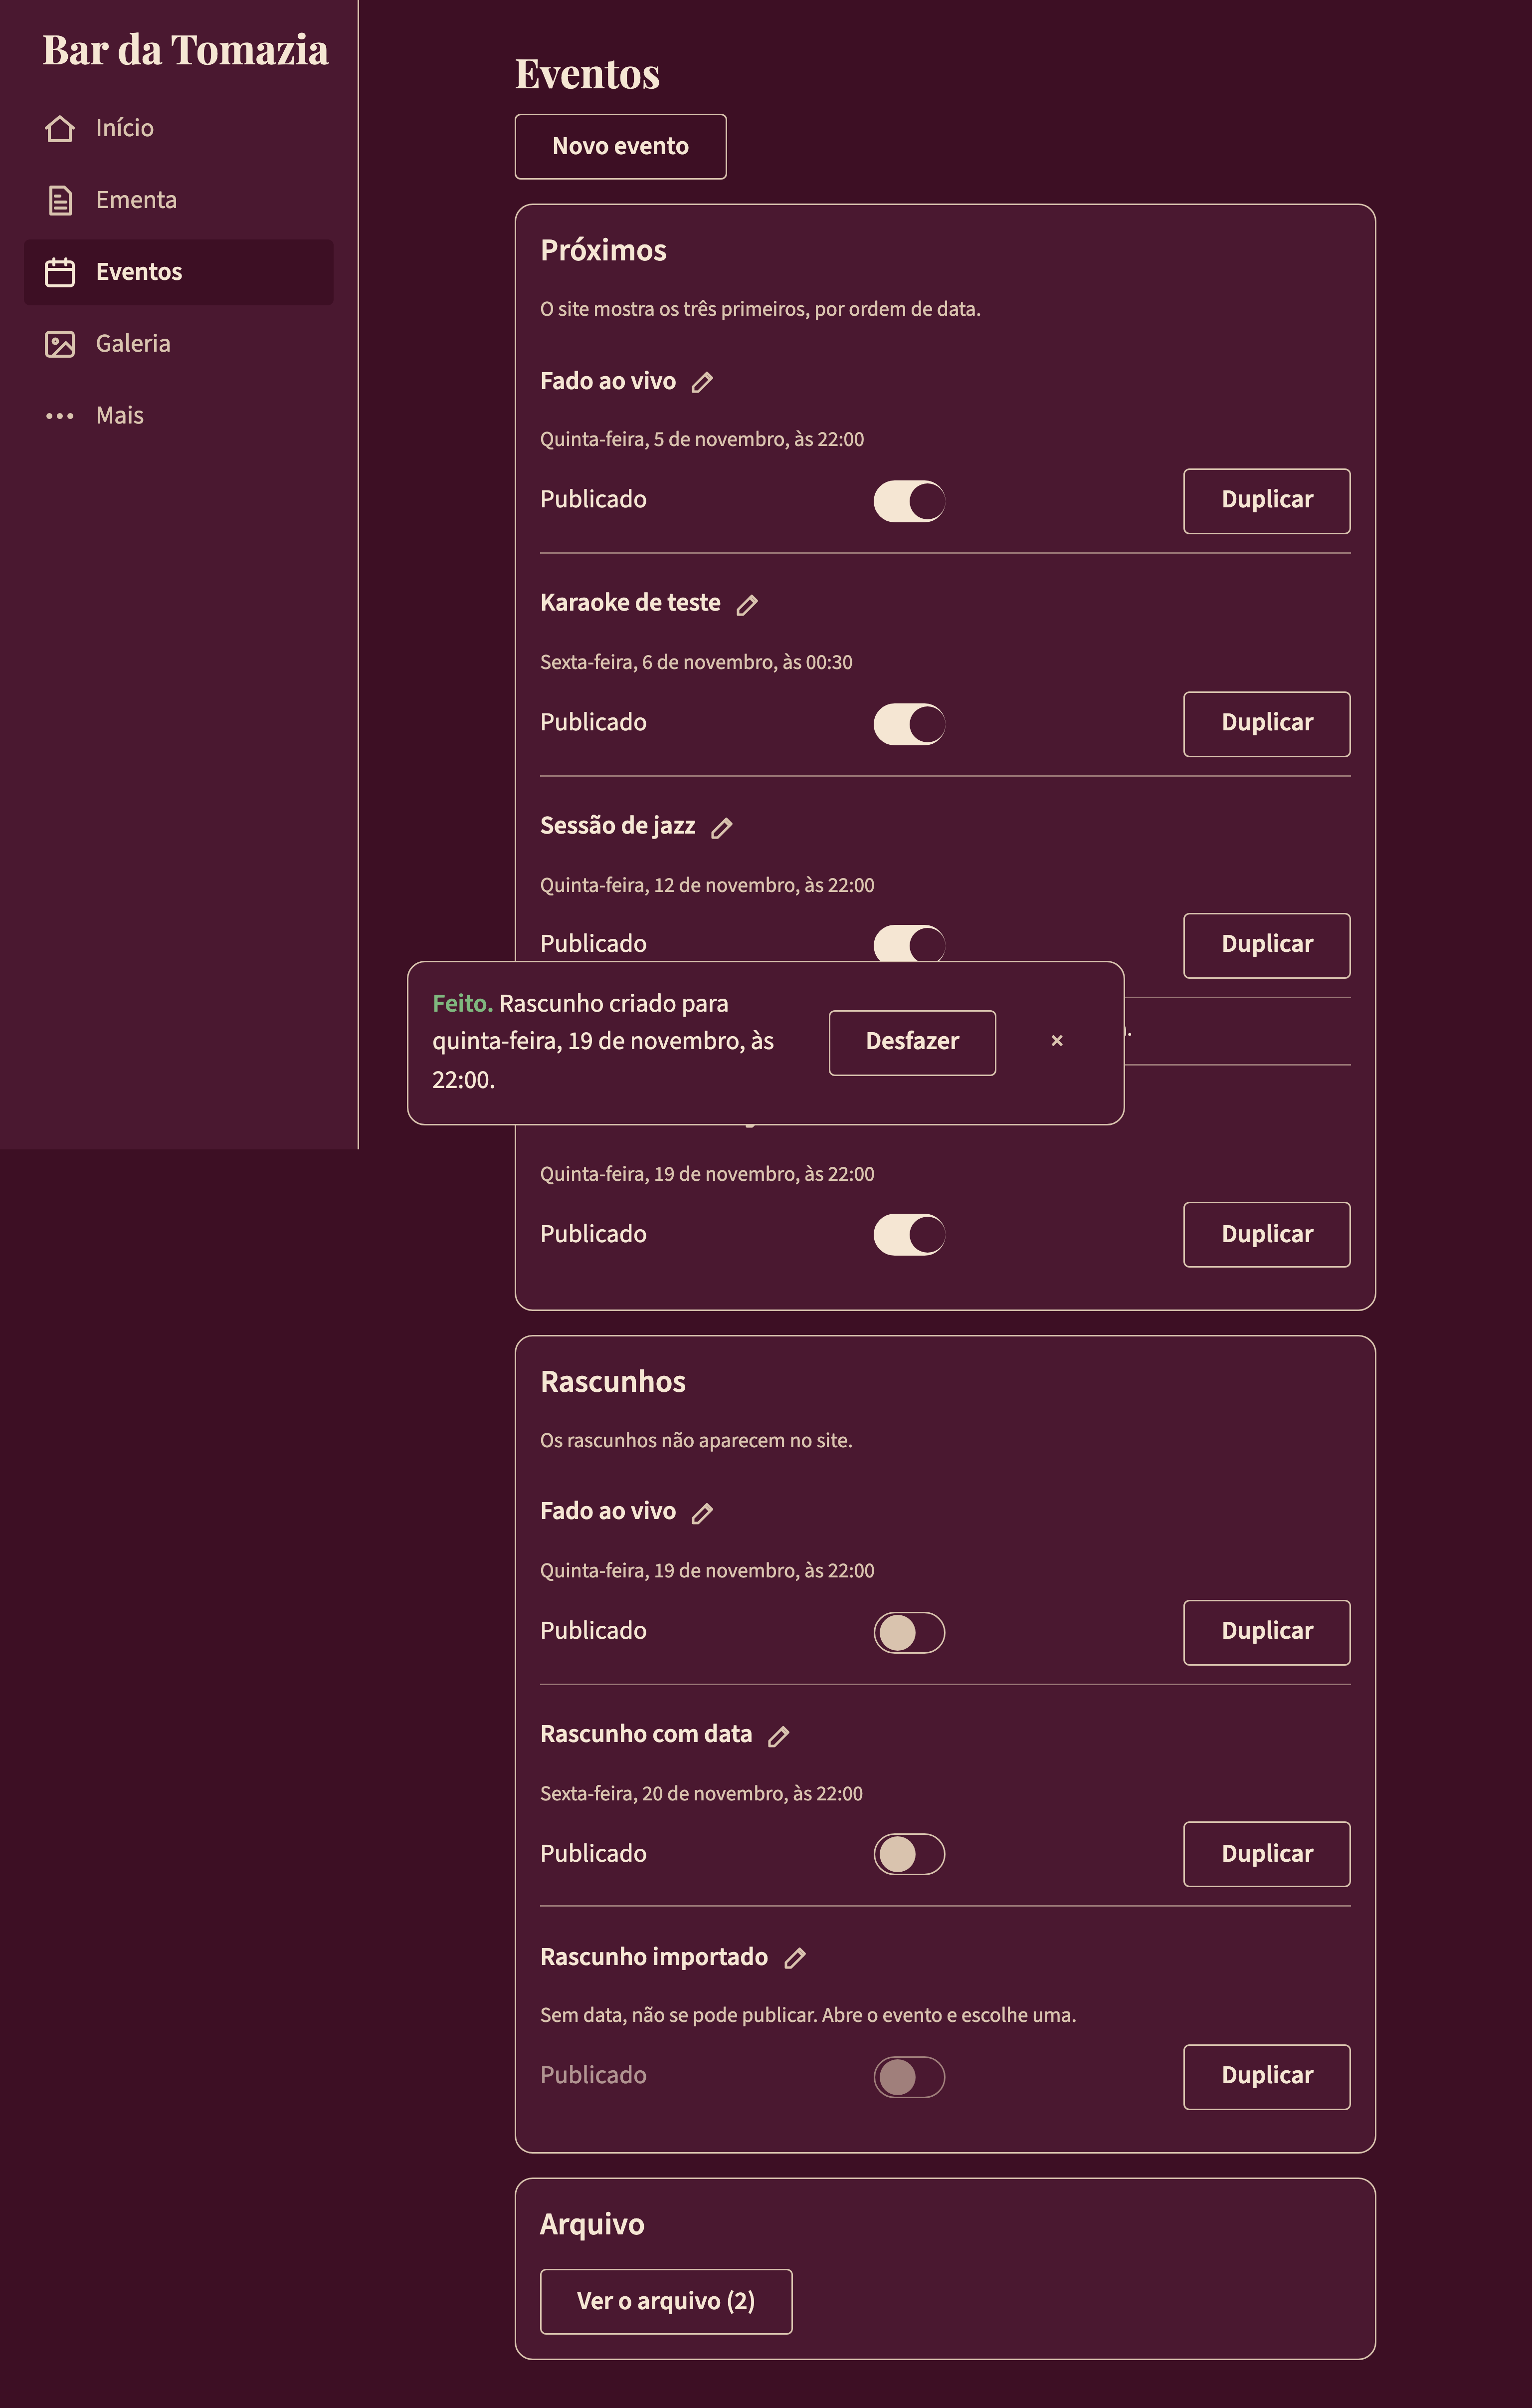 Bar da Tomazia
Início
Ementa
Eventos
Galeria
Mais
Eventos
Novo evento
Próximos
O site mostra os três primeiros, por ordem de data.
Fado ao vivo
Quinta-feira, 5 de novembro, às 22:00
Publicado
Duplicar
Karaoke de teste
Sexta-feira, 6 de novembro, às 00:30
Publicado
Duplicar
Sessão de jazz
Quinta-feira, 12 de novembro, às 22:00
Publicado
Duplicar
Feito. Rascunho criado para
quinta-feira, 19 de novembro, às
22:00.
Desfazer
×
Quinta-feira, 19 de novembro, às 22:00
Publicado
Duplicar
Rascunhos
Os rascunhos não aparecem no site.
Fado ao vivo
Quinta-feira, 19 de novembro, às 22:00
Publicado
Duplicar
Rascunho com data
Sexta-feira, 20 de novembro, às 22:00
Publicado
Duplicar
Rascunho importado
Sem data, não se pode publicar. Abre o evento e escolhe uma.
Publicado
Duplicar
Arquivo
Ver o arquivo (2)